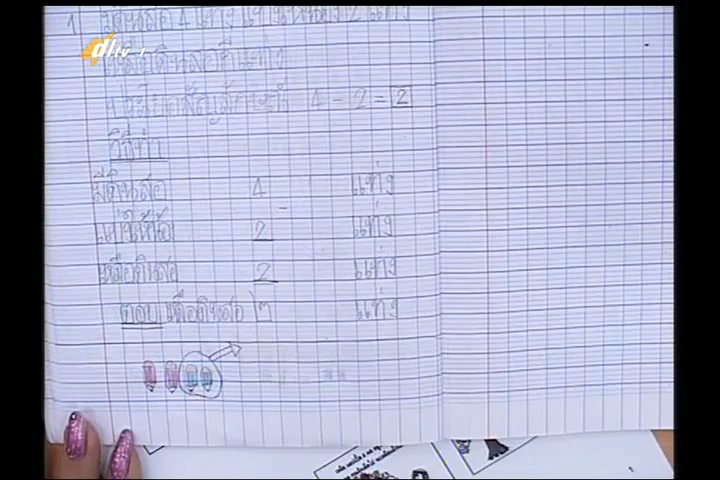 dltv 1
1 มีดินสอ 4 แท่ง แบ่งให้น้อง 2 แท่ง
เหลือดินสอกี่แท่ง
ประโยคสัญลักษณ์ 4 - 2 = 2
วิธีทำ
มีดินสอ 4 แท่ง
-
แบ่งให้น้อง 2 แท่ง
เหลือดินสอ 2 แท่ง
ตอบ เหลือดินสอ ๒ แท่ง